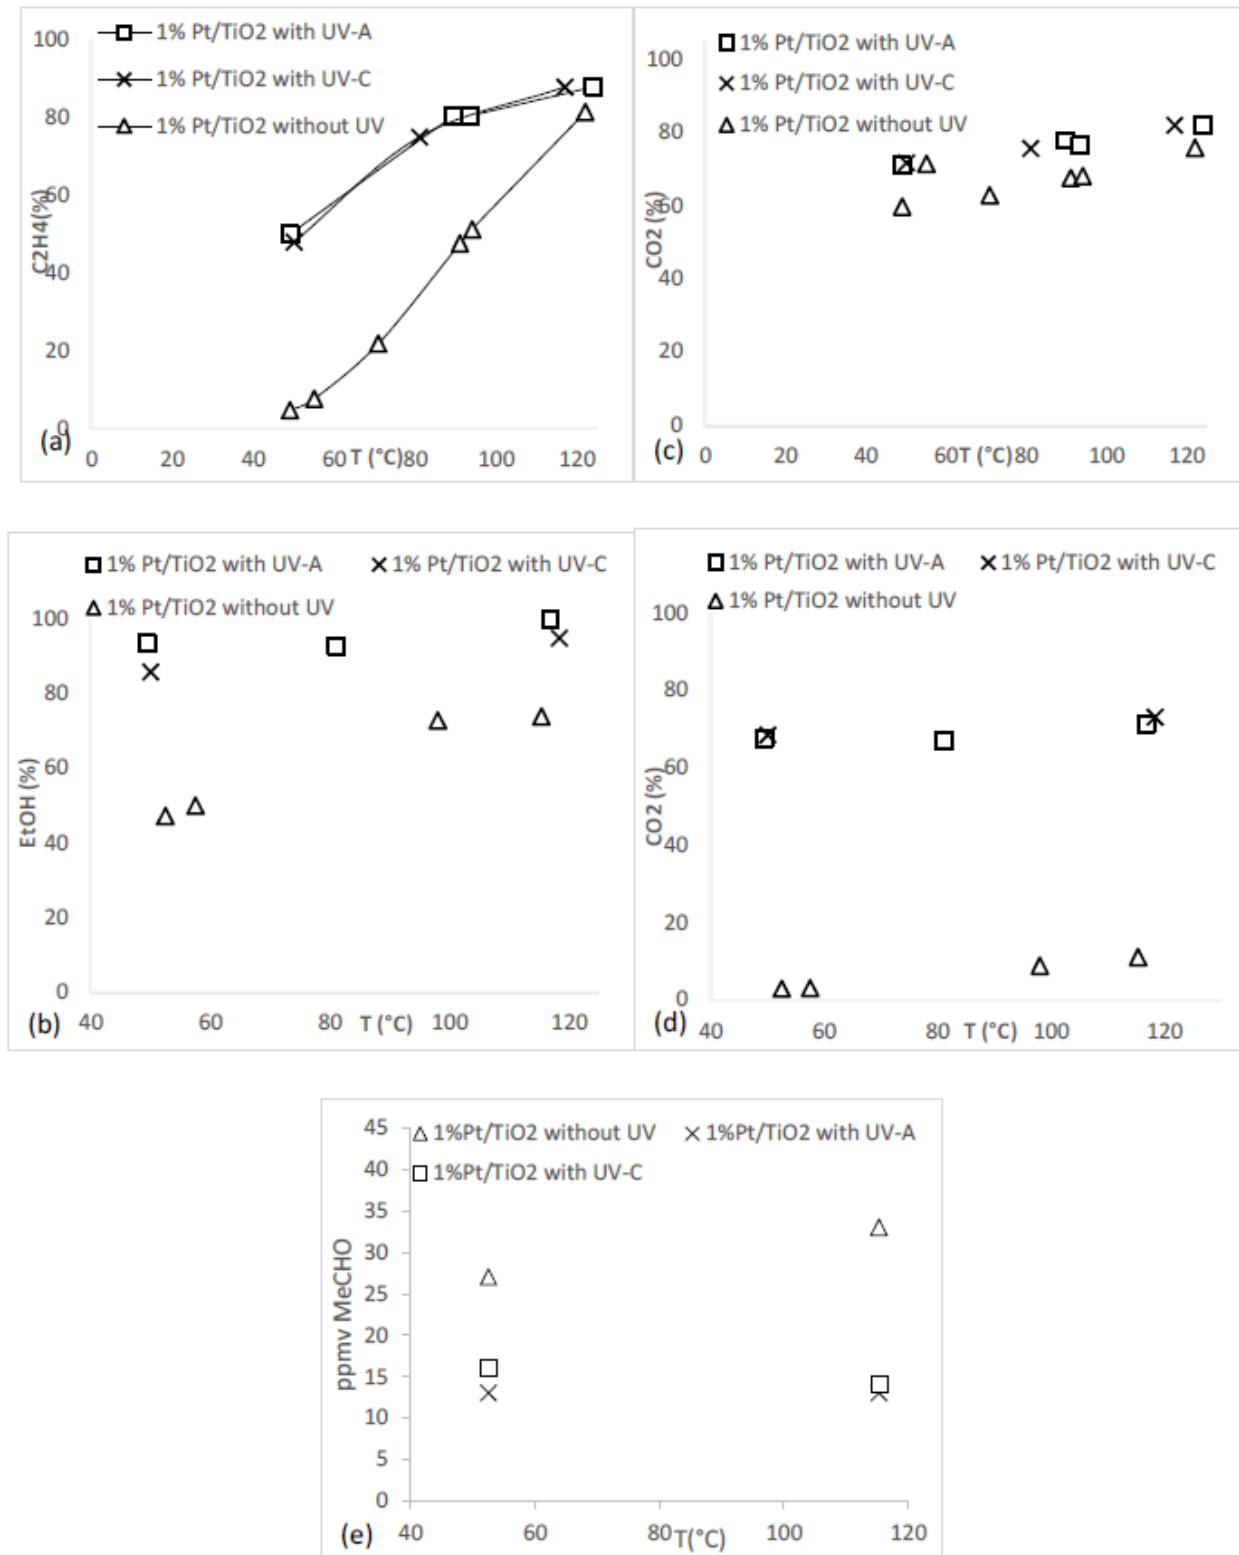 100
1% Pt/TiO2 with UV-A
80
1% Pt/TiO2 with UV-C
1% Pt/TiO2 without UV
60
40
20
0
C2H4(%)
(a)
0 20 40 60 T (°C) 80 100 120
1% Pt/TiO2 with UV-A
100
1% Pt/TiO2 with UV-C
80
1% Pt/TiO2 without UV
60
40
20
0
CO2 (%)
(c)
0 20 40 60 T (°C) 80 100 120
1% Pt/TiO2 with UV-A 1% Pt/TiO2 with UV-C
1% Pt/TiO2 without UV
100
80
60
40
20
0
EtOH (%)
(b)
40 60 80 T (°C) 100 120
1% Pt/TiO2 with UV-A 1% Pt/TiO2 with UV-C
1% Pt/TiO2 without UV
100
80
60
40
20
0
CO2 (%)
(d)
40 60 80 T (°C) 100 120
45
1%Pt/TiO2 without UV 1%Pt/TiO2 with UV-A
40
1%Pt/TiO2 with UV-C
35
30
25
20
15
10
5
0
ppmv MeCHO
(e)
40 60 80 T(°C) 100 120